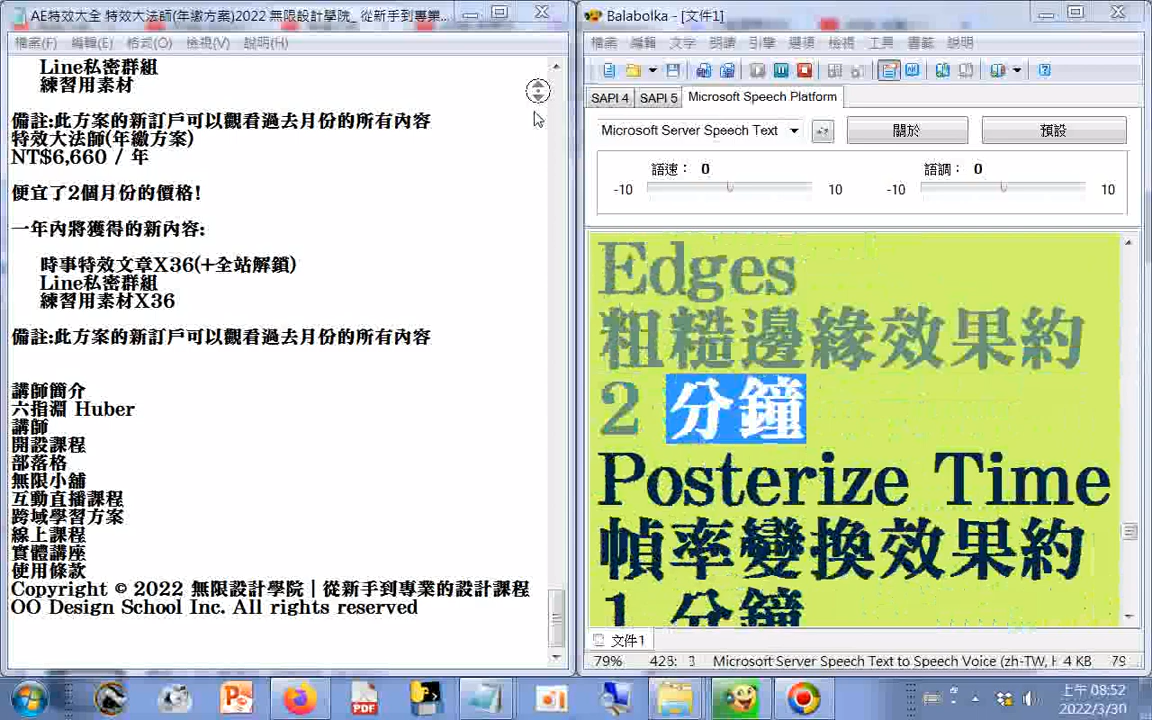 AE特效大全 特效大法師(年繳方案)2022 無限設計學院_ 從新手到專業...
檔案(F) 編輯(E) 格式(O) 檢視(V) 說明(H)
Line私密群組
練習用素材
備註:此方案的新訂戶可以觀看過去月份的所有內容
特效大法師(年繳方案)
NT$6,660 / 年
便宜了2個月份的價格!
一年內將獲得的新內容:
時事特效文章X36(+全站解鎖)
Line私密群組
練習用素材X36
備註:此方案的新訂戶可以觀看過去月份的所有內容
講師簡介
六指淵 Huber
講師
開設課程
部落格
無限小舖
互動直播課程
跨域學習方案
線上課程
實體講座
使用條款
Copyright © 2022 無限設計學院 | 從新手到專業的設計課程
OO Design School Inc. All rights reserved
Balabolka - [文件1]
檔案 編輯 文字 朗讀 引擎 選項 檢視 工具 書籤 說明
SAPI 4 SAPI 5 Microsoft Speech Platform
Microsoft Server Speech Text 關於 預設
語速： 0 語調： 0
-10 10 -10 10
Edges
粗糙邊緣效果約
2 分鐘
Posterize Time
幀率變換效果約
1 分鐘
文件1
79% 425: 3 Microsoft Server Speech Text to Speech Voice (zh-TW, H 4 KB 79
PDF
上午 08:52
2022/3/30